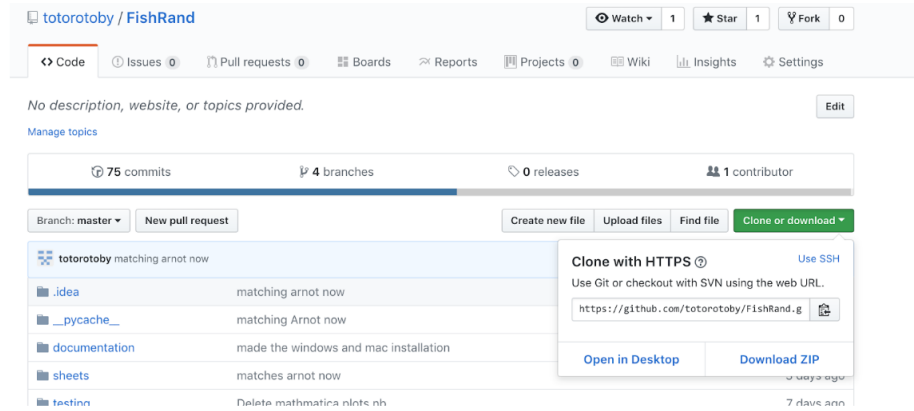 totorotoby / FishRand
Watch 1 Star 1 Fork 0
Code Issues 0 Pull requests 0 Boards Reports Projects 0 Wiki Insights Settings
No description, website, or topics provided. Edit
Manage topics
75 commits 4 branches 0 releases 1 contributor
Branch: master New pull request Create new file Upload files Find file Clone or download
totorotoby matching arnot now
Clone with HTTPS Use SSH
Use Git or checkout with SVN using the web URL.
.idea matching arnot now
https://github.com/totorotoby/FishRand.g
__pycache__ matching Arnot now
documentation made the windows and mac installation
Open in Desktop Download ZIP
sheets matches arnot now days ago
testing Delete mathmatica plots.nb 7 days ago